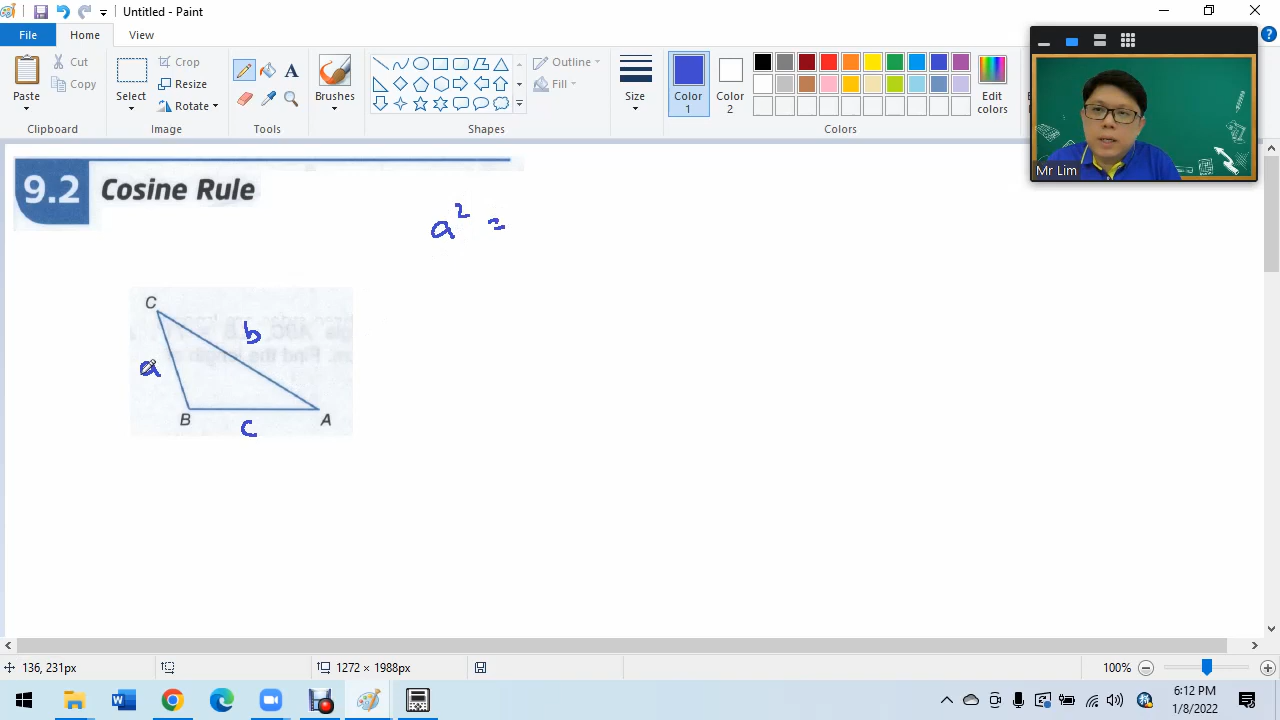 Untitled - Paint
File Home View
Paste
Cut
Copy
Clipboard
Select
Crop
Resize
Rotate
Image
Tools
Brushes
Shapes
Outline
Fill
Size
Color 1
Color 2
Edit colors
Colors
Mr Lim
9.2 Cosine Rule
a² =
C
b
a
B
A
c
136, 231px
1272 × 1988px
100%
6:12 PM
1/8/2022